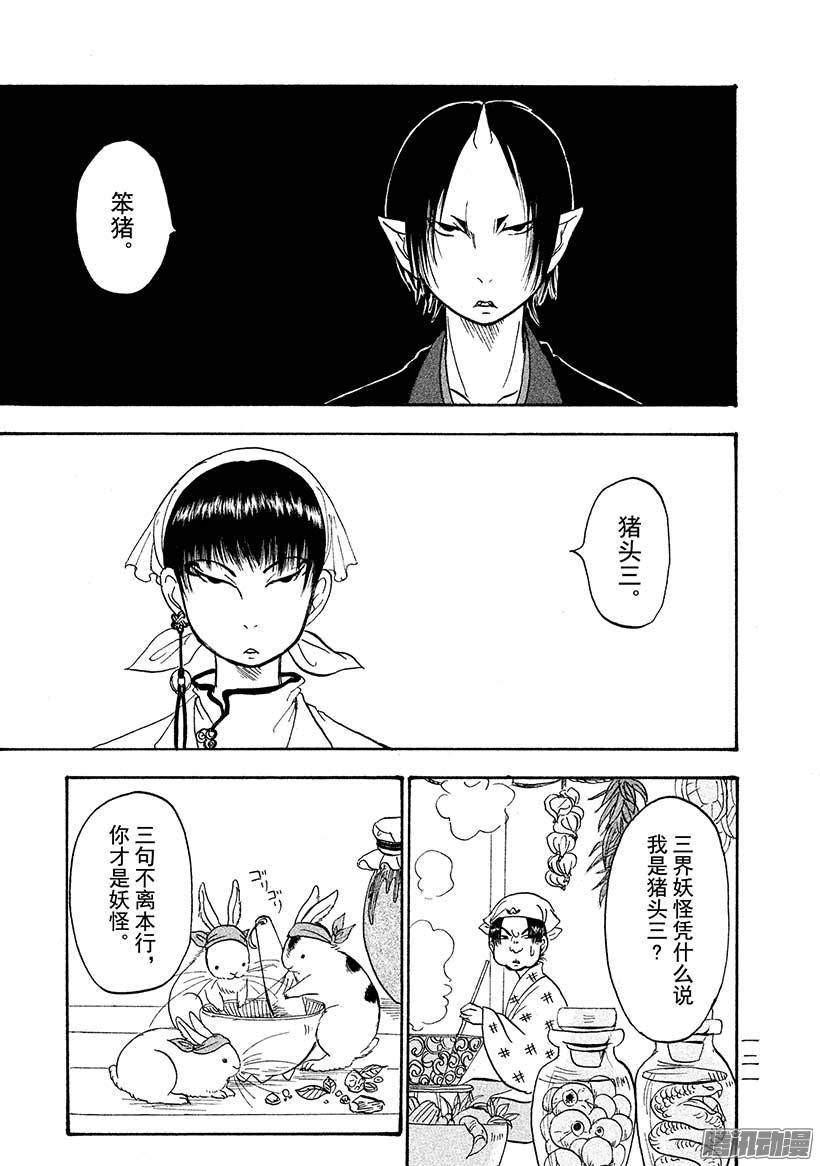 笨猪。
猪头三。
三界妖怪凭什么说
我是猪头三？
三句不离本行，
你才是妖怪。
ゴリゴリ
一二一
腾讯动漫